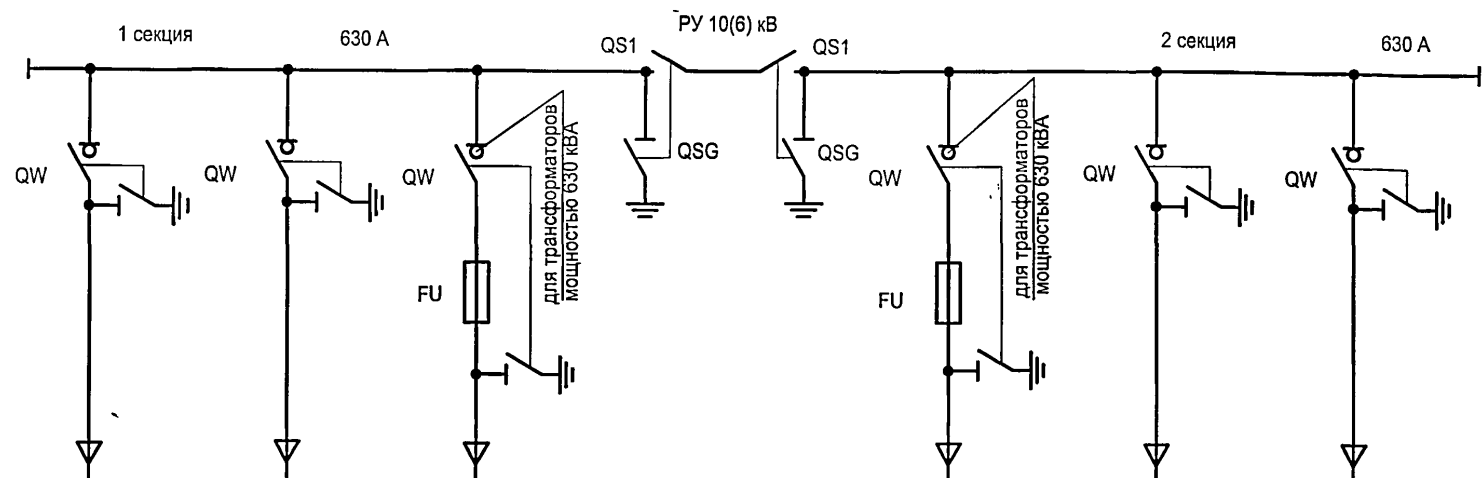 РУ 10(6) кВ
1 секция
630 А
QS1
QS1
2 секция
630 А
QW
QW
QW
для трансформаторов
мощностью 630 кВА
QSG
QSG
QW
для трансформаторов
мощностью 630 кВА
QW
QW
FU
FU